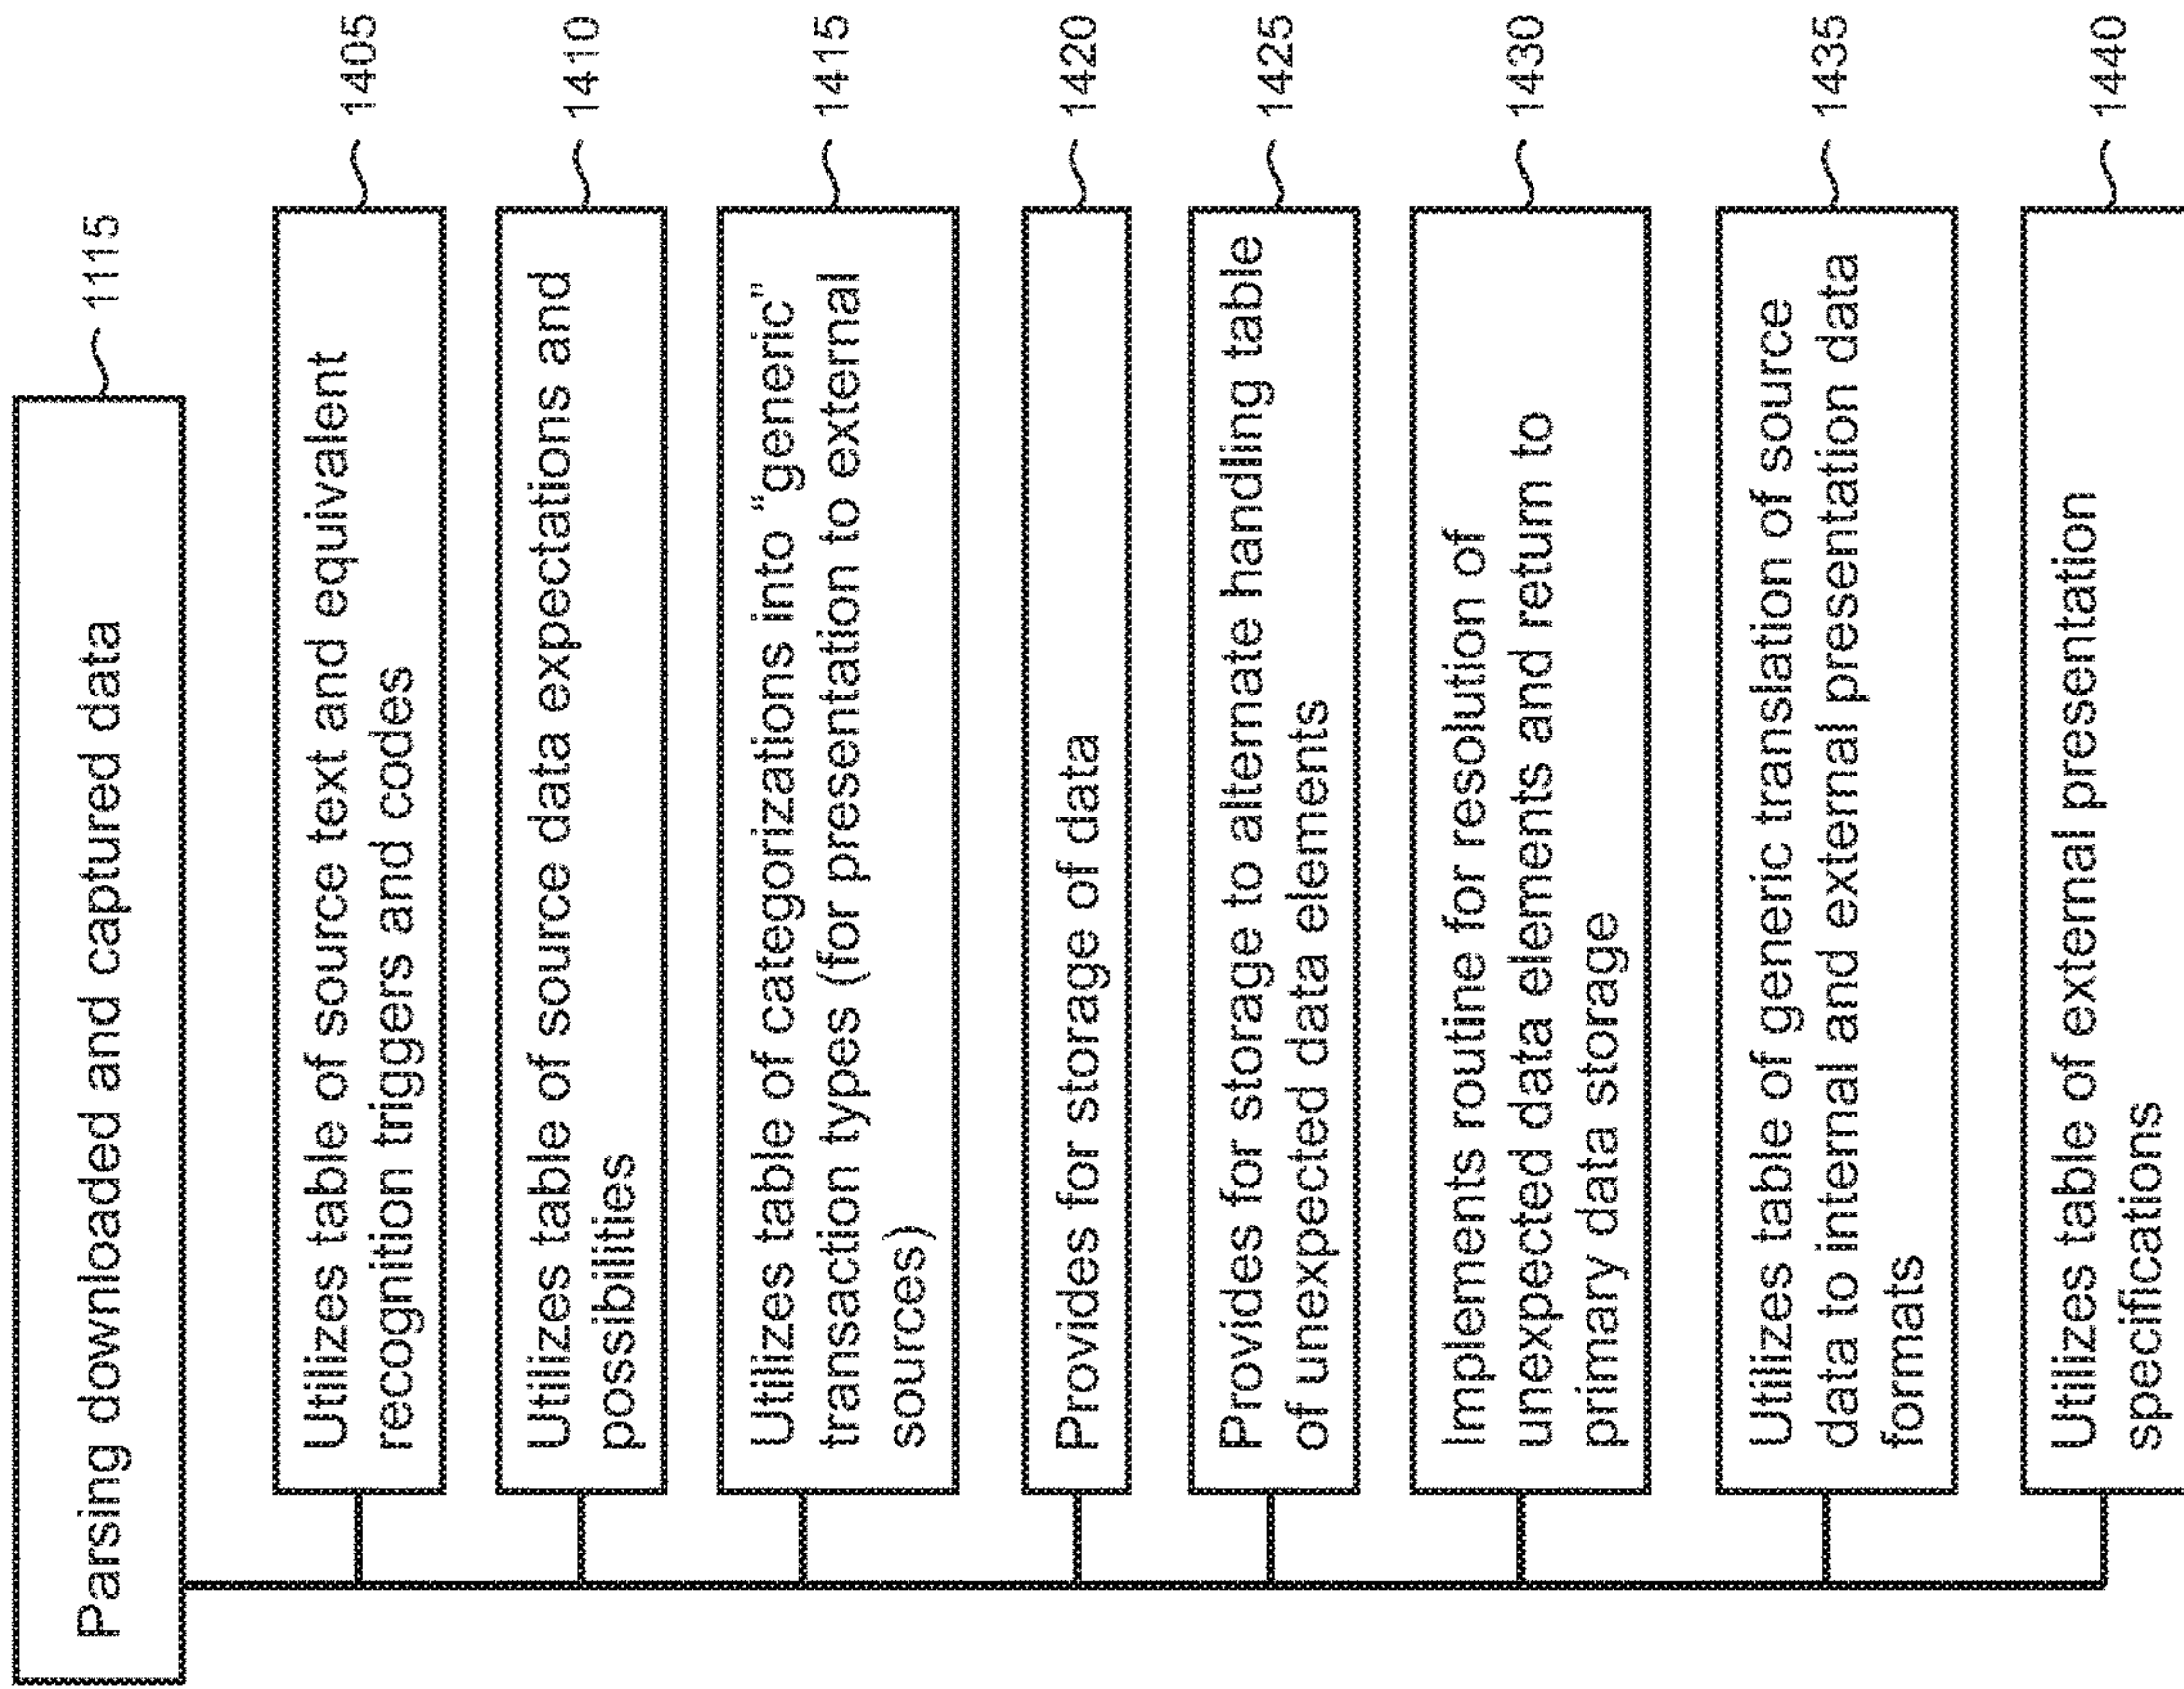 Parsing downloaded and captured data
1115
Utilizes table of source text and equivalent
recognition triggers and codes
1405
Utilizes table of source data expectations and
possibilities
1410
Utilizes table of categorizations into “generic”
transaction types (for presentation to external
sources)
1415
Provides for storage of data
1420
Provides for storage to alternate handling table
of unexpected data elements
1425
Implements routine for resolution of
unexpected data elements and return to
primary data storage
1430
Utilizes table of generic translation of source
data to internal and external presentation data
formats
1435
Utilizes table of external presentation
specifications
1440